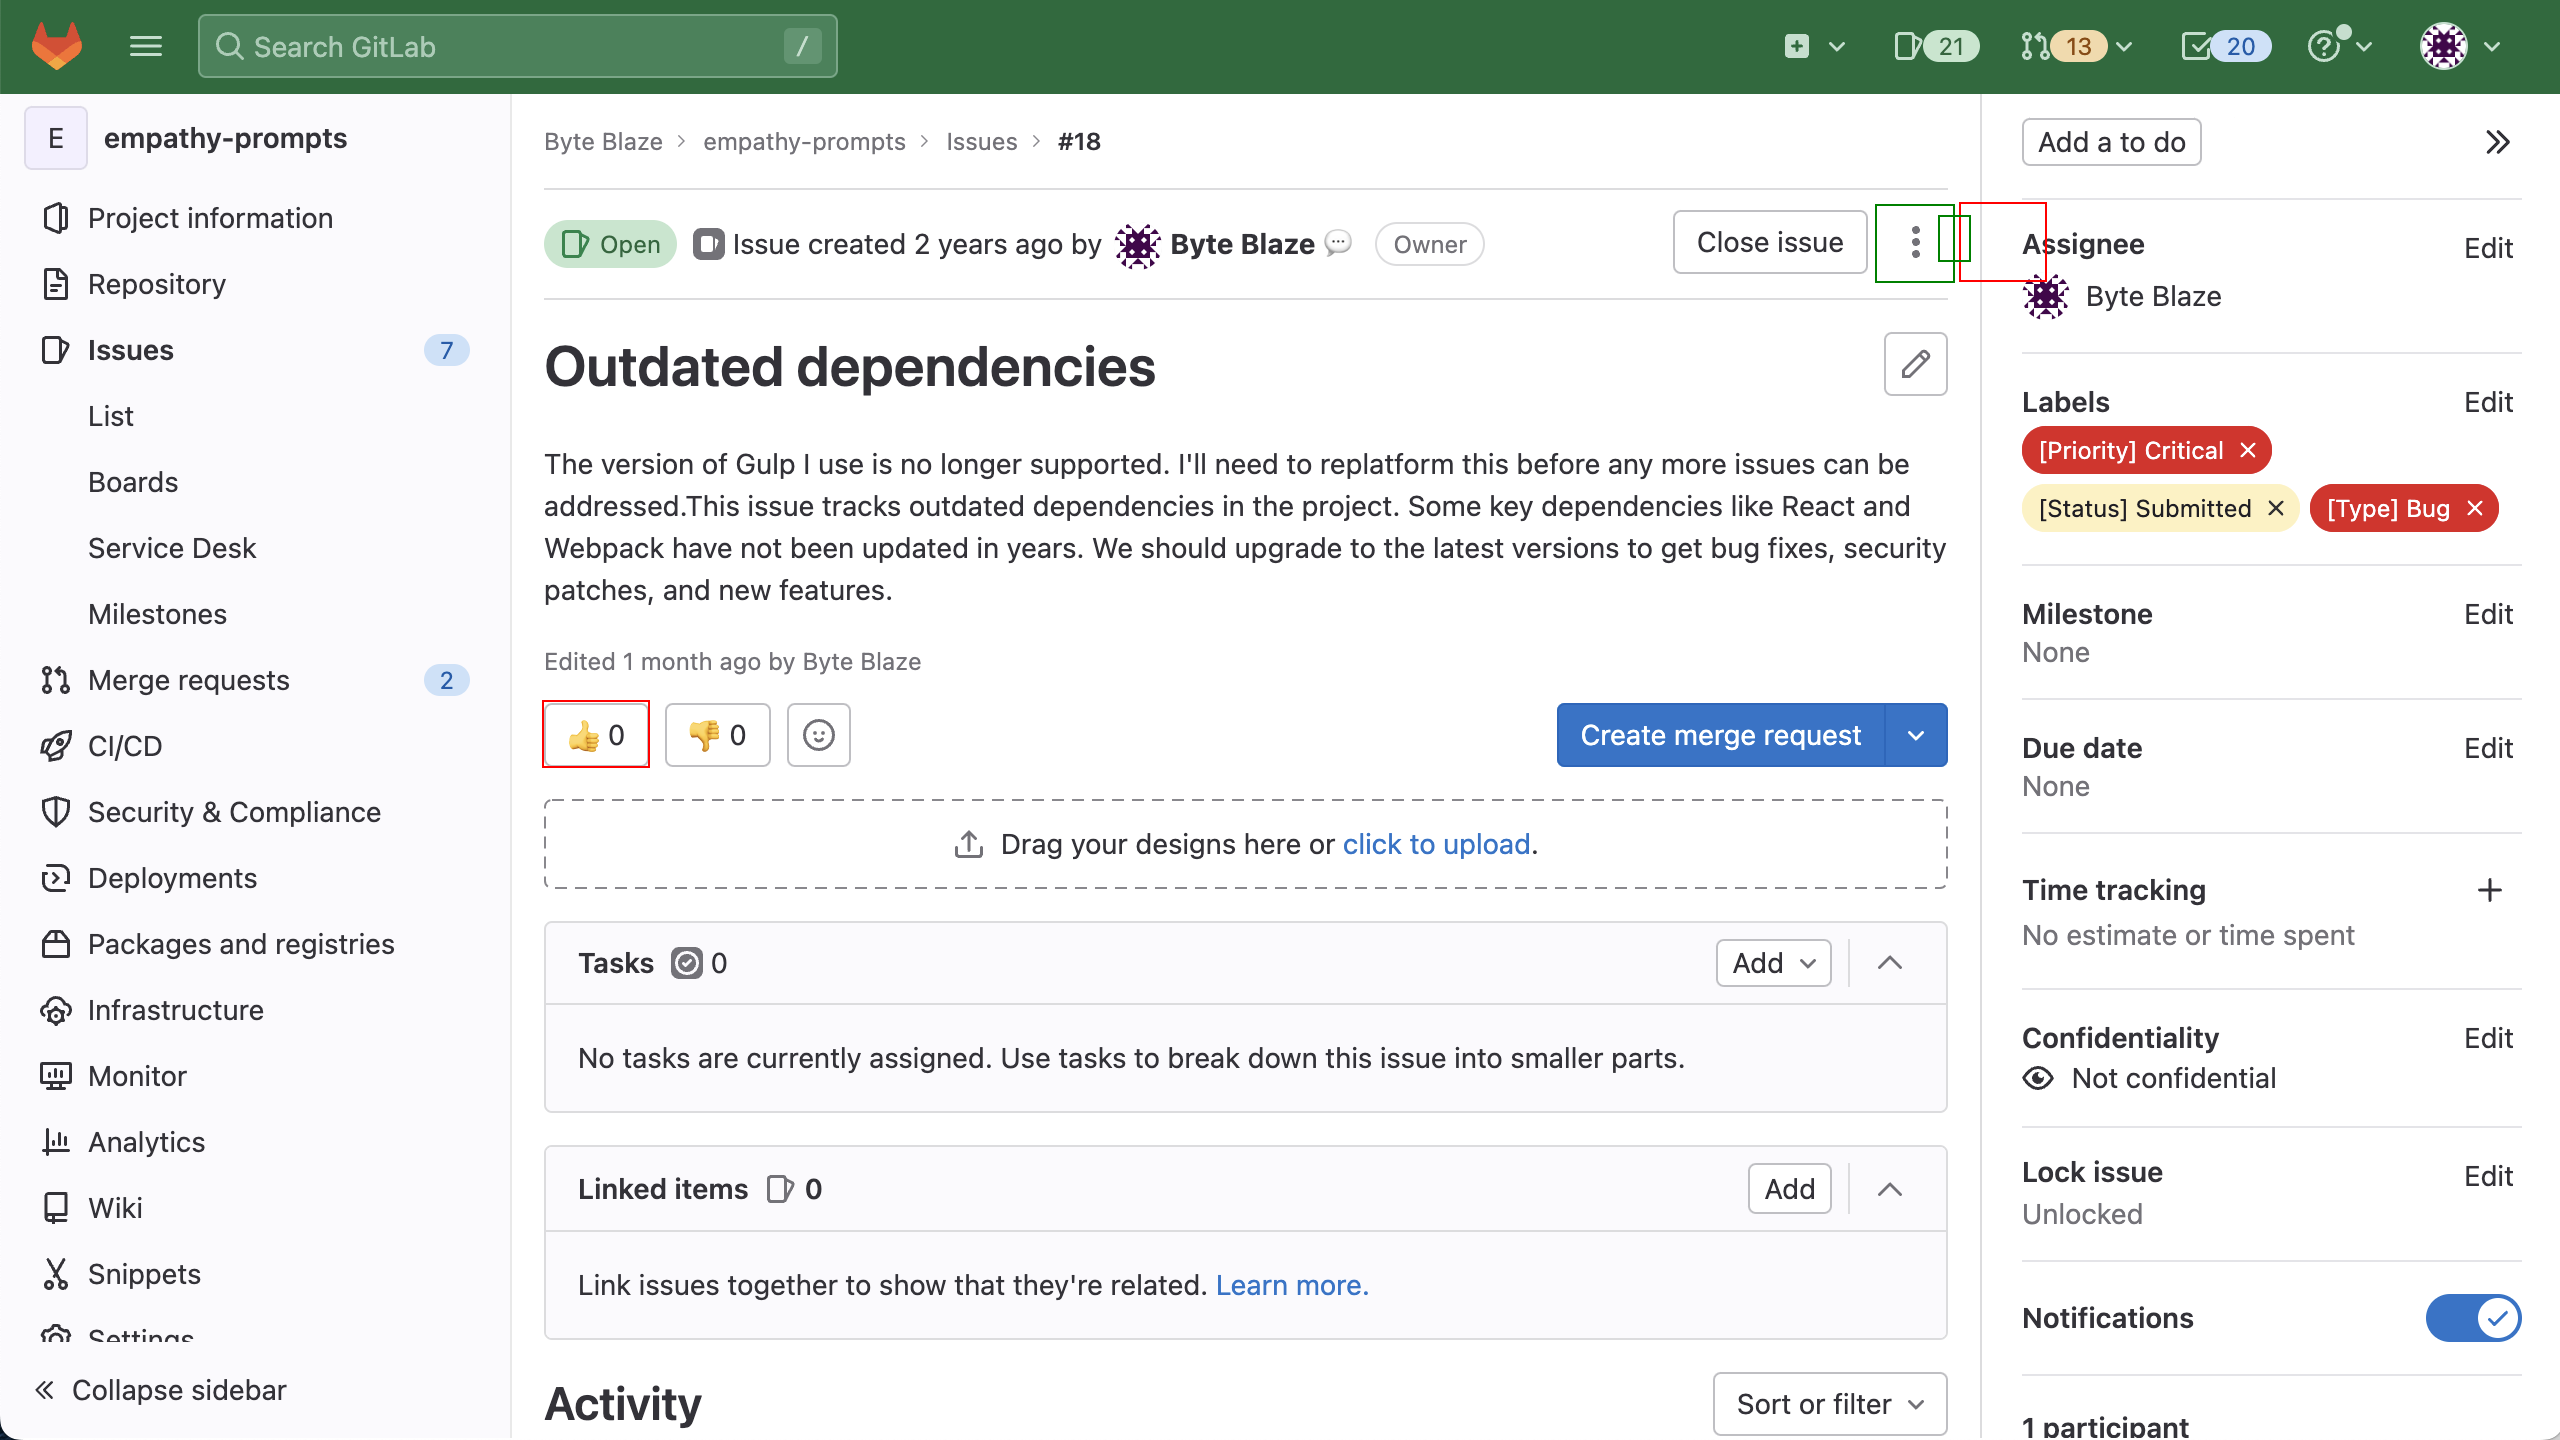 Search GitLab /
21
13
20
E empathy-prompts
Project information
Repository
Issues 7
List
Boards
Service Desk
Milestones
Merge requests 2
CI/CD
Security & Compliance
Deployments
Packages and registries
Infrastructure
Monitor
Analytics
Wiki
Snippets
Settings
Collapse sidebar
Byte Blaze > empathy-prompts > Issues > #18
Open Issue created 2 years ago by Byte Blaze Owner
Close issue
Outdated dependencies
The version of Gulp I use is no longer supported. I'll need to replatform this before any more issues can be
addressed.This issue tracks outdated dependencies in the project. Some key dependencies like React and
Webpack have not been updated in years. We should upgrade to the latest versions to get bug fixes, security
patches, and new features.
Edited 1 month ago by Byte Blaze
👍 0 👎 0
Create merge request
Drag your designs here or click to upload.
Tasks 0
Add
No tasks are currently assigned. Use tasks to break down this issue into smaller parts.
Linked items 0
Add
Link issues together to show that they're related. Learn more.
Activity
Sort or filter
Add a to do
Assignee Edit
Byte Blaze
Labels Edit
[Priority] Critical
[Status] Submitted [Type] Bug
Milestone Edit
None
Due date Edit
None
Time tracking
No estimate or time spent
Confidentiality Edit
Not confidential
Lock issue Edit
Unlocked
Notifications
1 participant